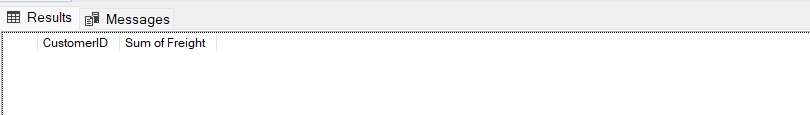 Results Messages
CustomerID Sum of Freight